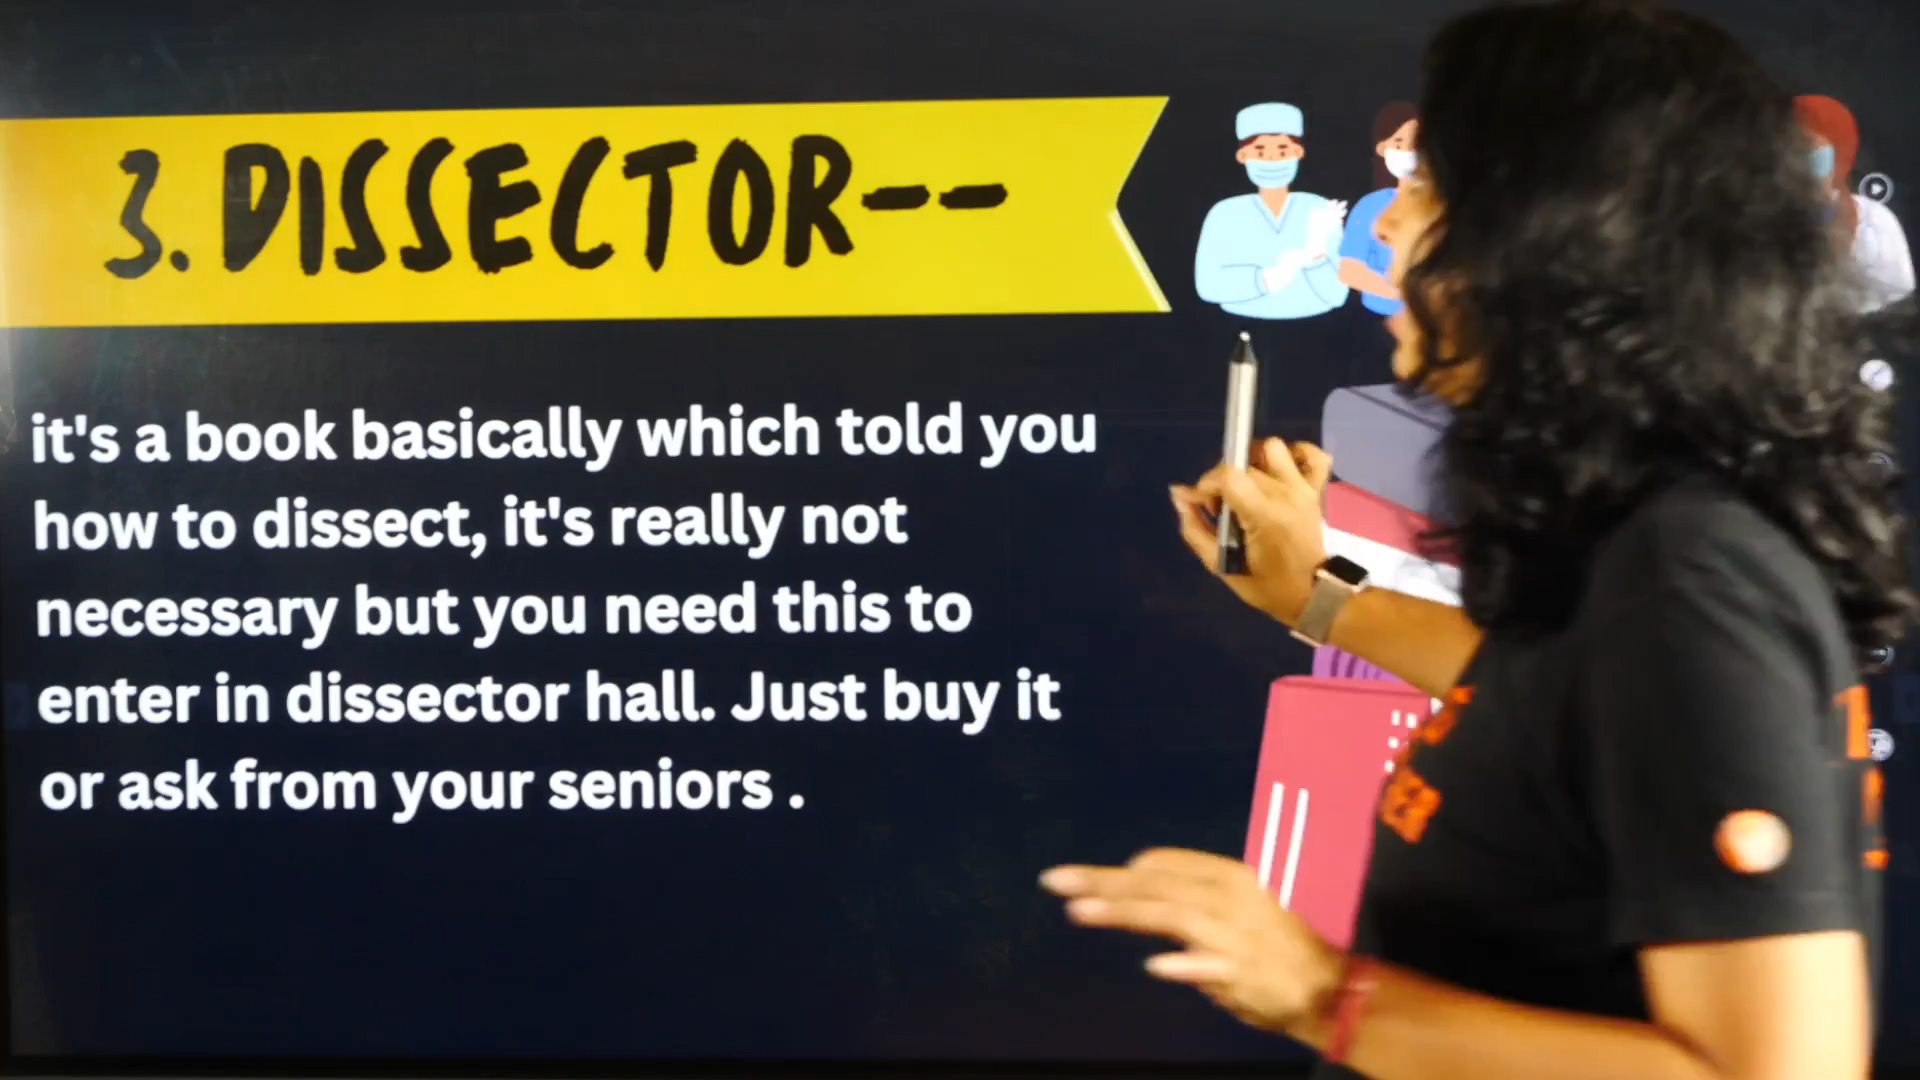 3. DISSECTOR--
it's a book basically which told you
how to dissect, it's really not
necessary but you need this to
enter in dissector hall. Just buy it
or ask from your seniors .